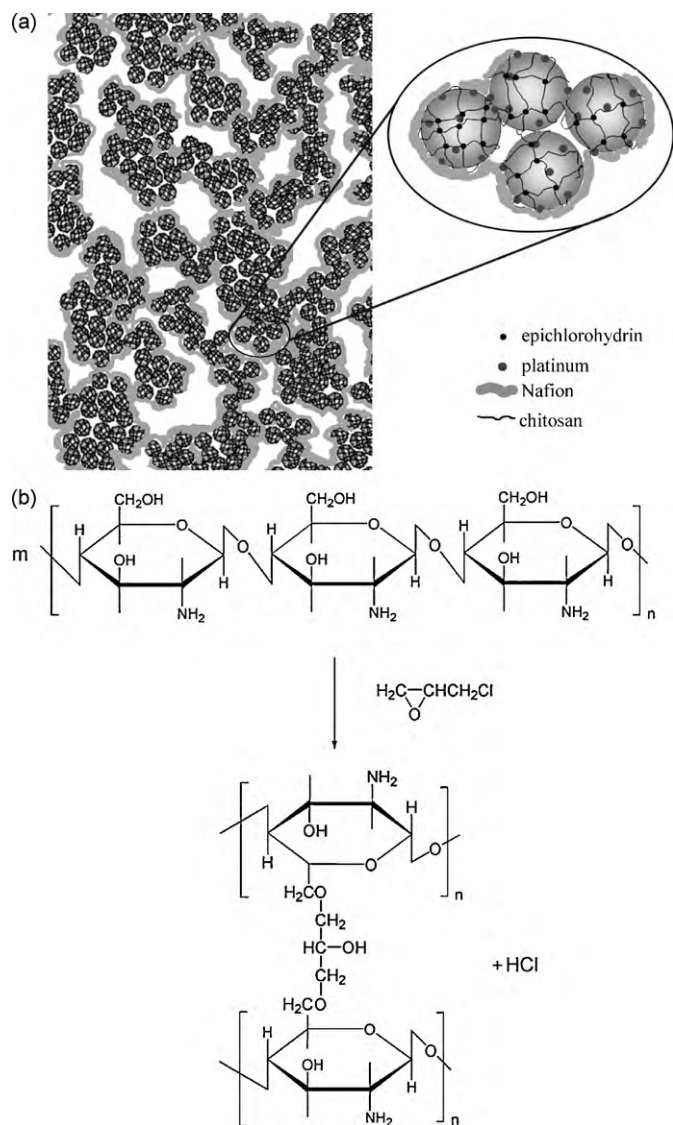 (a)
epichlorohydrin
platinum
Nafion
chitosan
(b)
CH₂OH CH₂OH CH₂OH
H O H O H O
m OH H O OH H O OH H O
NH₂ NH₂ NH₂ n
H₂C CHCH₂Cl
O
NH₂
H
OH O
H O n
H₂CO
CH₂
HC—OH
+ HCl
CH₂
H₂CO
H O
OH H O
NH₂ n